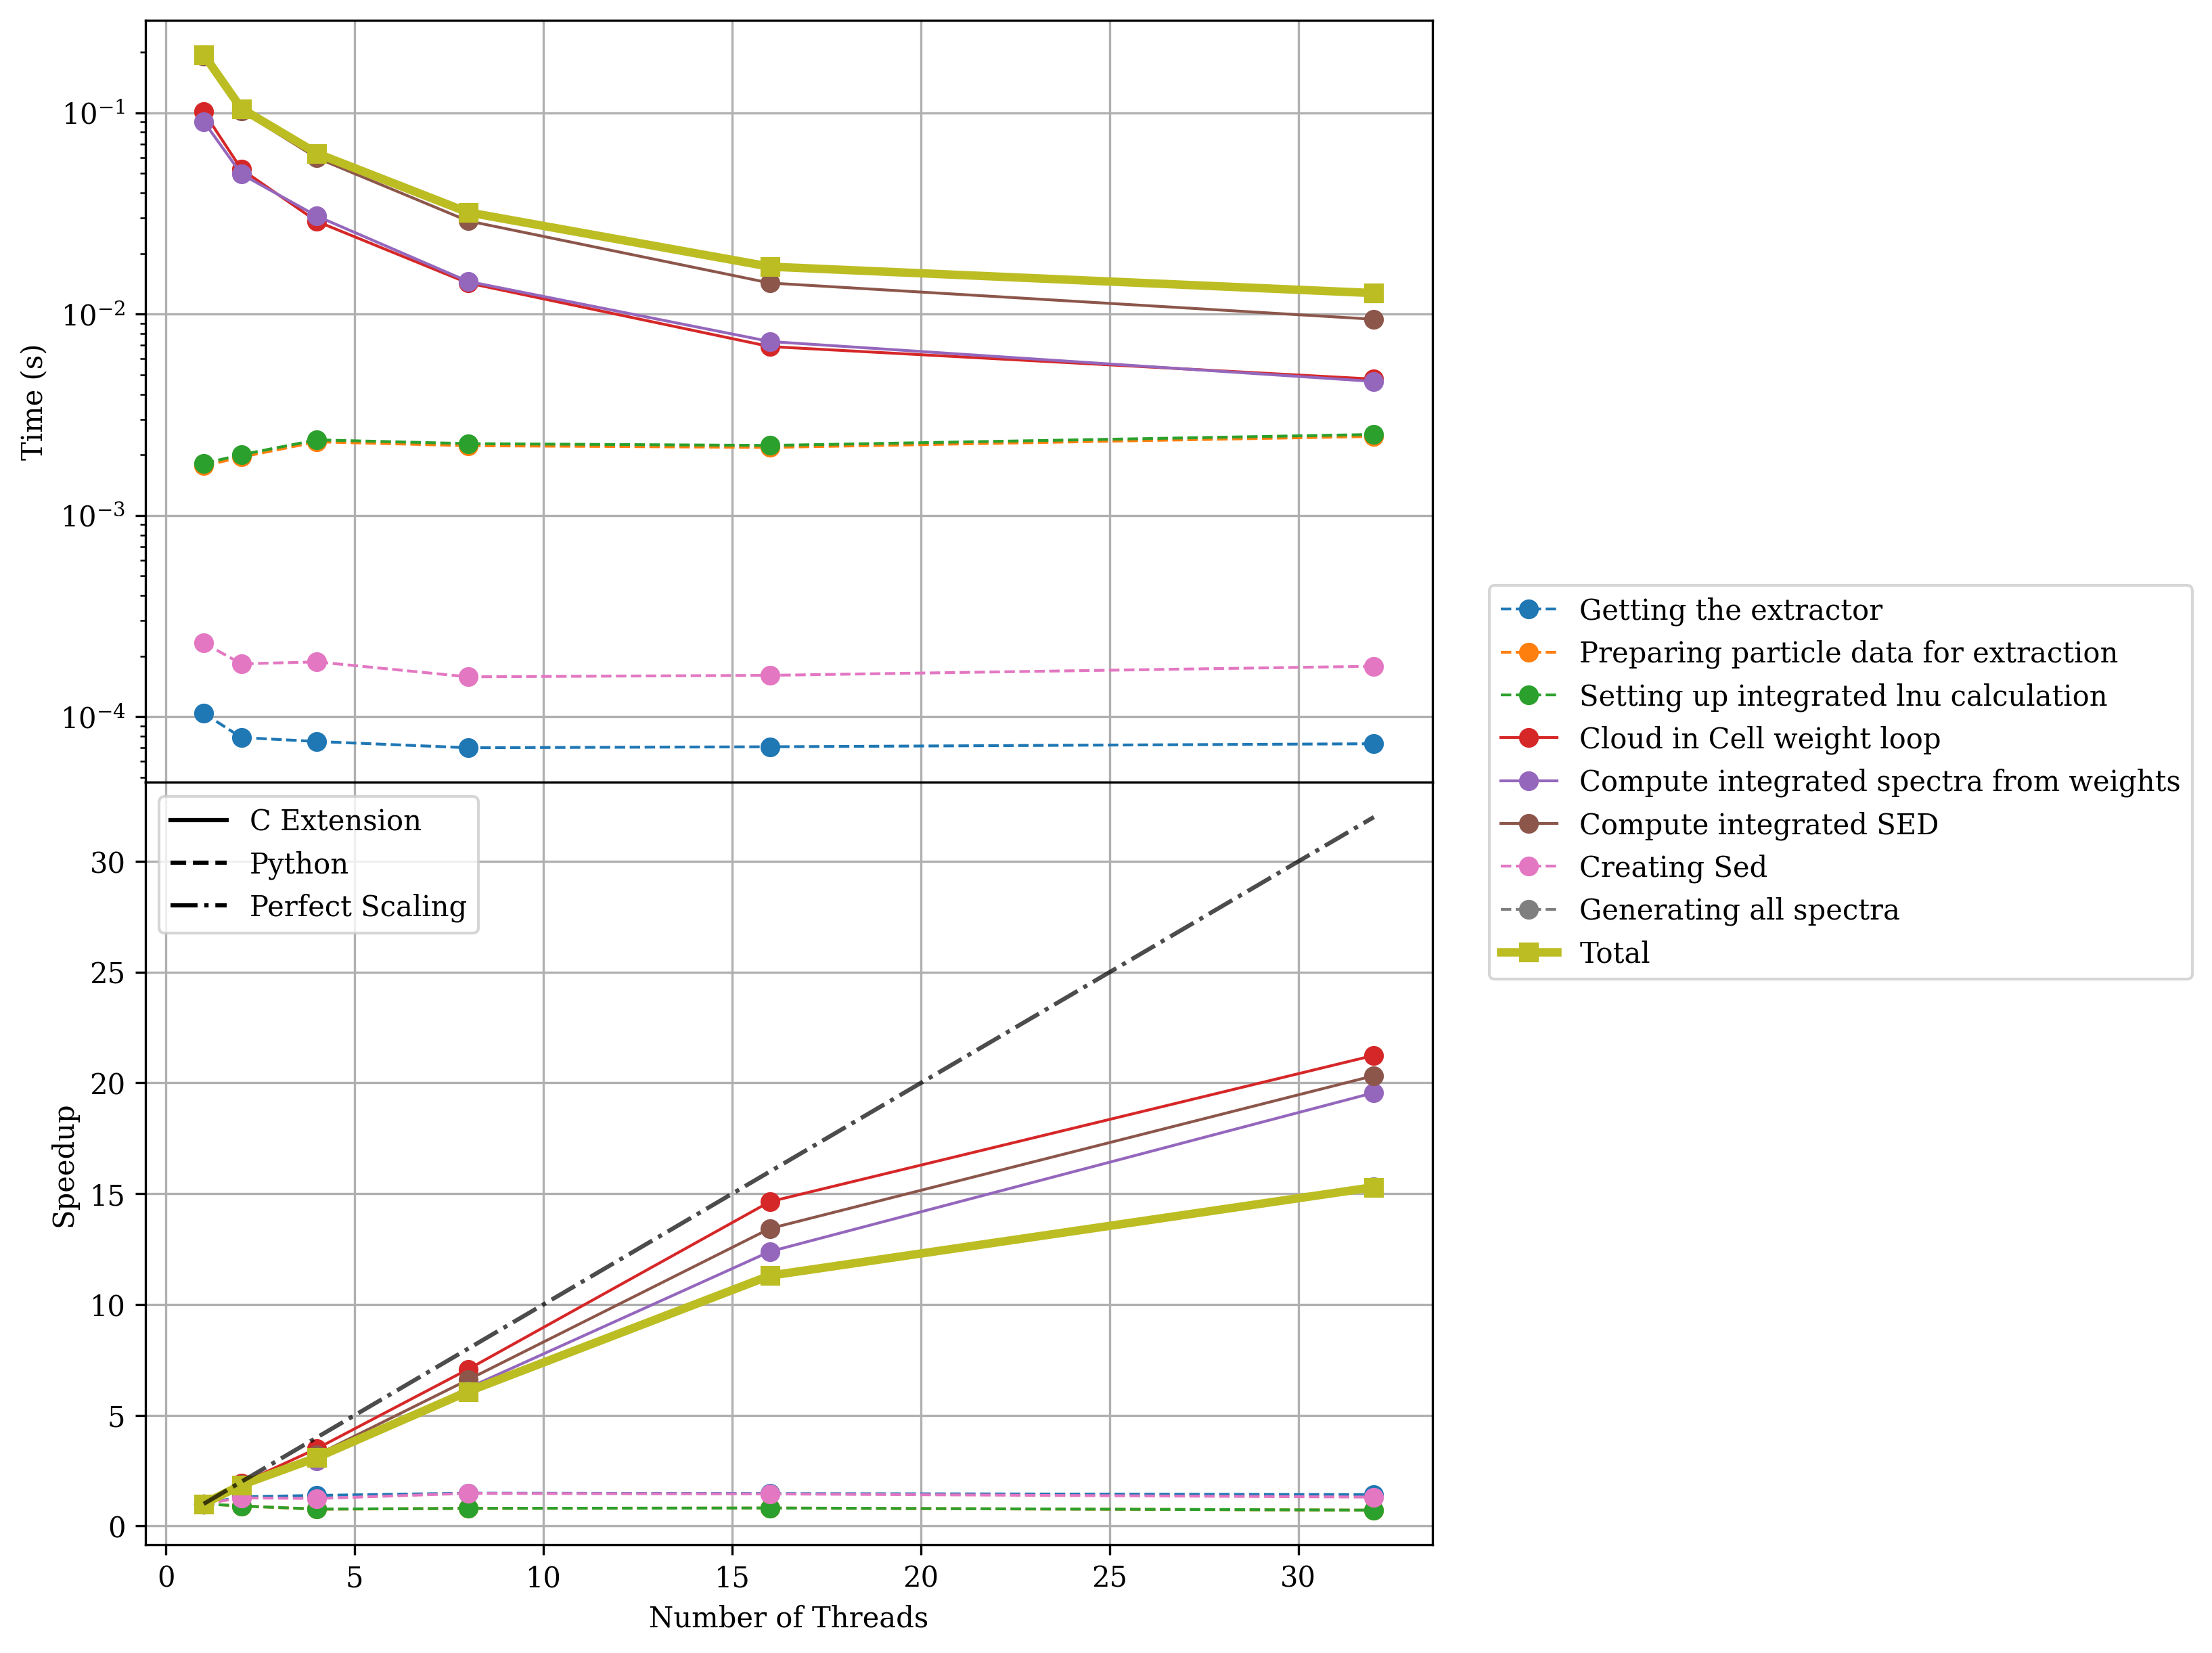 10⁻¹
10⁻²
10⁻³
10⁻⁴
Time (s)
C Extension
Python
Perfect Scaling
30
25
20
15
10
5
0
Speedup
0 5 10 15 20 25 30
Number of Threads
Getting the extractor
Preparing particle data for extraction
Setting up integrated lnu calculation
Cloud in Cell weight loop
Compute integrated spectra from weights
Compute integrated SED
Creating Sed
Generating all spectra
Total